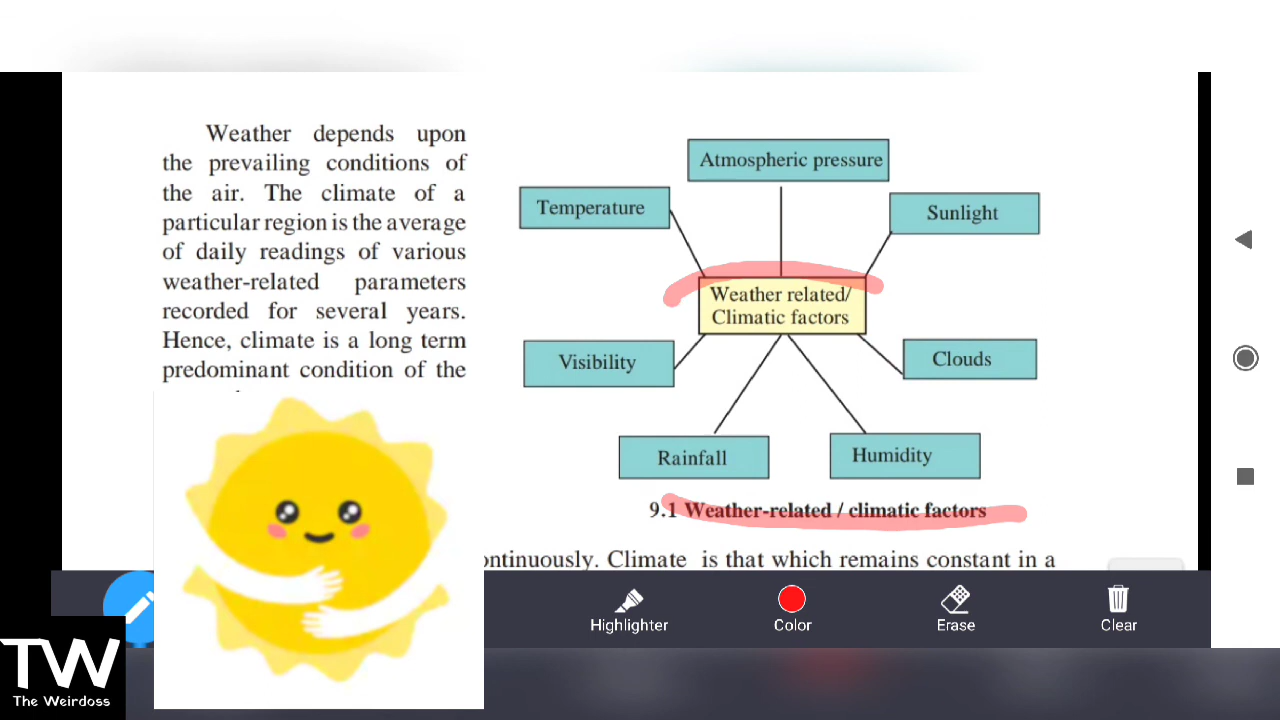 Weather depends upon
the prevailing conditions of
the air. The climate of a
particular region is the average
of daily readings of various
weather-related parameters
recorded for several years.
Hence, climate is a long term
predominant condition of the
Atmospheric pressure
Temperature
Sunlight
Weather related/
Climatic factors
Visibility
Clouds
Rainfall
Humidity
9.1 Weather-related / climatic factors
ontinuously. Climate is that which remains constant in a
Highlighter
Color
Erase
Clear
TW
The Weirdoss